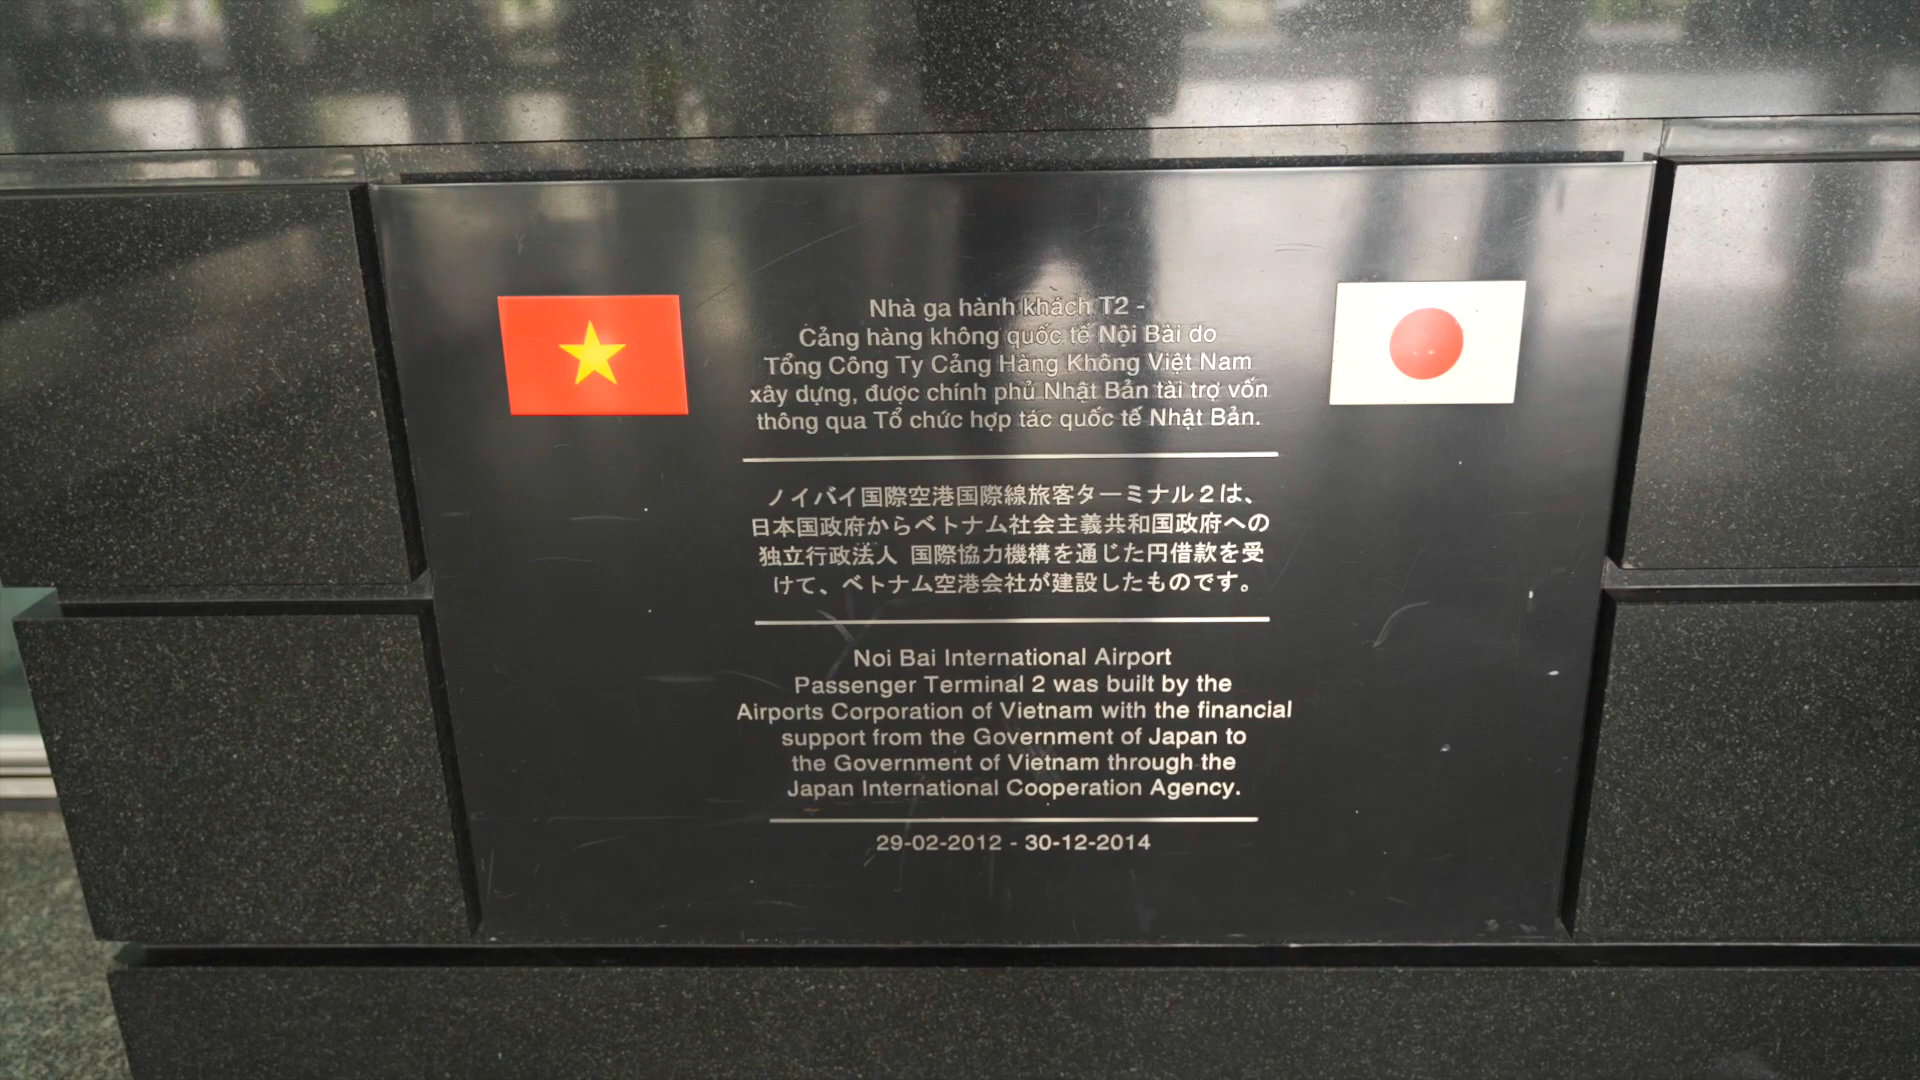 Nhà ga hành khách T2 -
Cảng hàng không quốc tế Nội Bài do
Tổng Công Ty Cảng Hàng Không Việt Nam
xây dựng, được chính phủ Nhật Bản tài trợ vốn
thông qua Tổ chức hợp tác quốc tế Nhật Bản.
ノイバイ国際空港国際線旅客ターミナル2は、
日本国政府からベトナム社会主義共和国政府への
独立行政法人 国際協力機構を通じた円借款を受
けて、ベトナム空港会社が建設したものです。
Noi Bai International Airport
Passenger Terminal 2 was built by the
Airports Corporation of Vietnam with the financial
support from the Government of Japan to
the Government of Vietnam through the
Japan International Cooperation Agency.
29-02-2012 - 30-12-2014